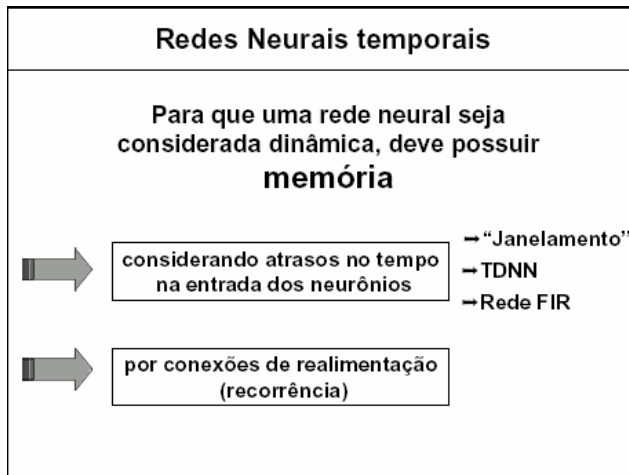 Redes Neurais temporais
Para que uma rede neural seja
considerada dinâmica, deve possuir
memória
considerando atrasos no tempo
na entrada dos neurônios
→“Janelamento”
→TDNN
→Rede FIR
por conexões de realimentação
(recorrência)